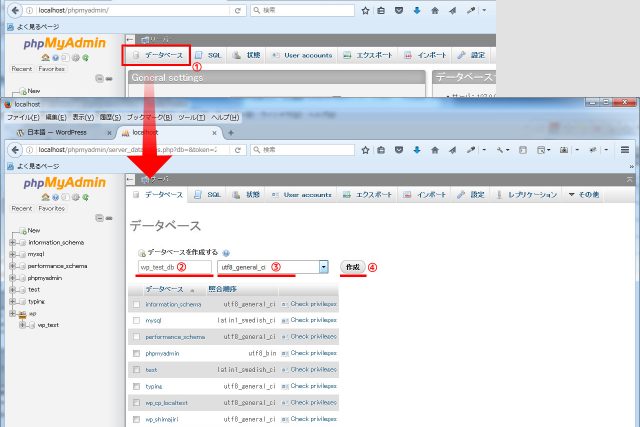 localhost/phpmyadmin/
検索
よく見るページ
phpMyAdmin
Recent Favorites
New
サーバ
データベース SQL 状態 User accounts エクスポート インポート 設定
①
General settings
データベース
localhost
ファイル(F) 編集(E) 表示(V) 履歴(S) ブックマーク(B) ツール(T) ヘルプ(H)
日本語 — WordPress
localhost
検索
よく見るページ
phpMyAdmin
Recent Favorites
New
information_schema
mysql
performance_schema
phpmyadmin
test
typing
wp
wp_test
データベース SQL 状態 User accounts エクスポート インポート 設定 レプリケーション その他
データベース
データベースを作成する
wp_test_db ② utf8_general_ci ③ 作成 ④
データベース 照合順序
information_schema utf8_general_ci Check privileges
mysql latin1_swedish_ci Check privileges
performance_schema utf8_general_ci Check privileges
phpmyadmin utf8_bin Check privileges
test latin1_swedish_ci Check privileges
typing utf8_general_ci Check privileges
wp_cp_localtest utf8_general_ci Check privileges
wp_shimajiri utf8_general_ci Check privileges